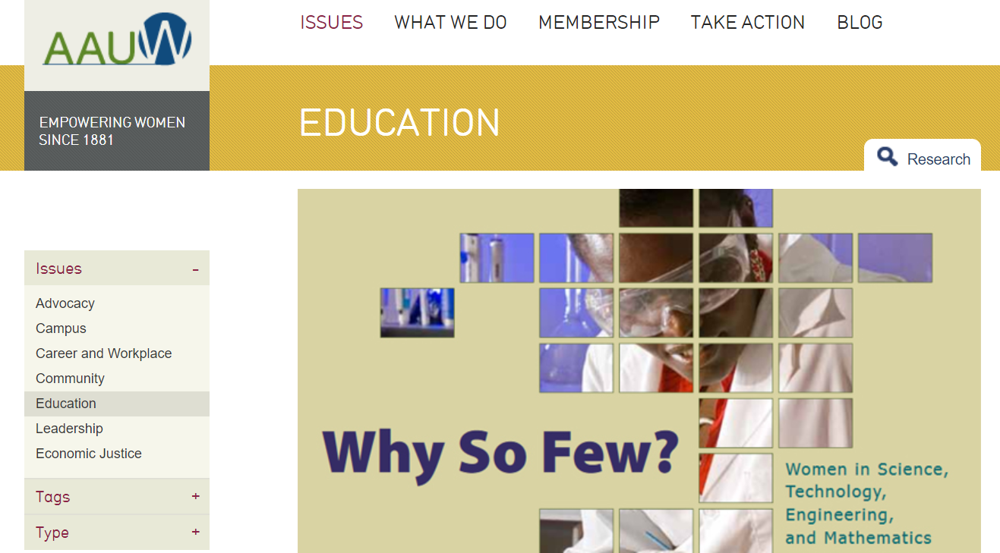 AAUW
EMPOWERING WOMEN
SINCE 1881
ISSUES
WHAT WE DO
MEMBERSHIP
TAKE ACTION
BLOG
EDUCATION
Research
Issues -
Advocacy
Campus
Career and Workplace
Community
Education
Leadership
Economic Justice
Tags +
Type +
Why So Few?
Women in Science,
Technology,
Engineering,
and Mathematics